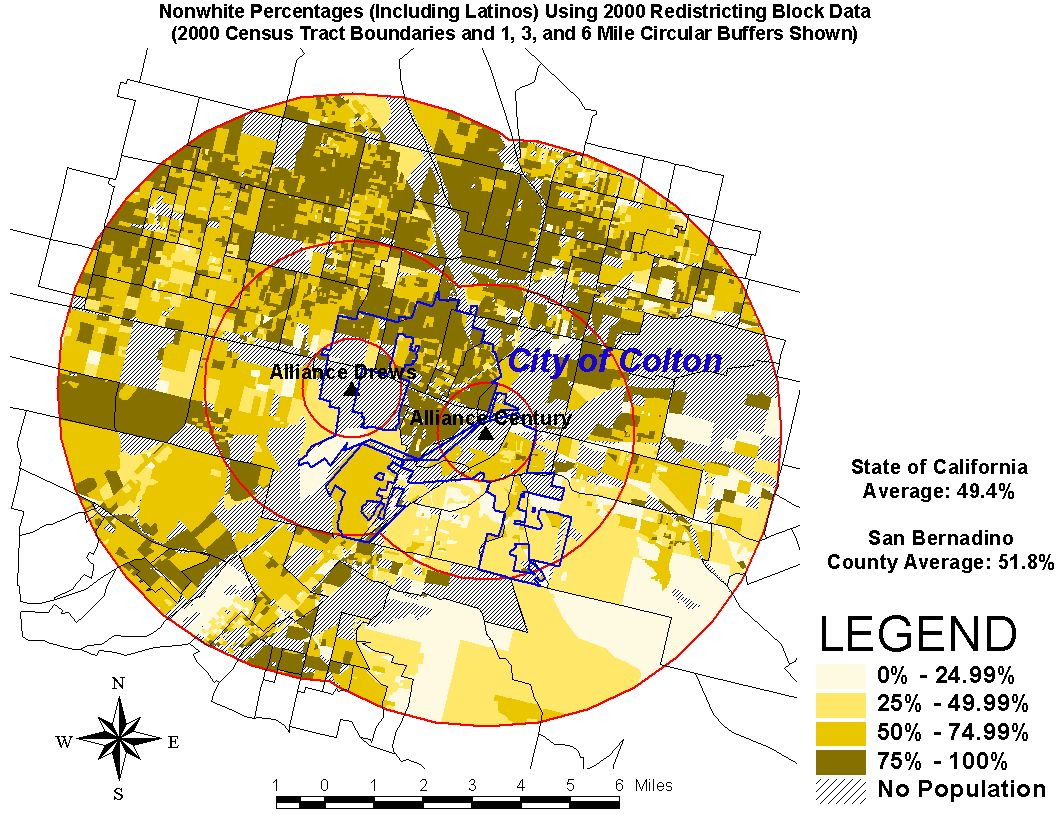 Nonwhite Percentages (Including Latinos) Using 2000 Redistricting Block Data
(2000 Census Tract Boundaries and 1, 3, and 6 Mile Circular Buffers Shown)
City of Colton
Alliance Drews
Alliance Century
State of California
Average: 49.4%
San Bernadino
County Average: 51.8%
LEGEND
0% - 24.99%
25% - 49.99%
50% - 74.99%
75% - 100%
No Population
N
W E
S
1 0 1 2 3 4 5 6 Miles